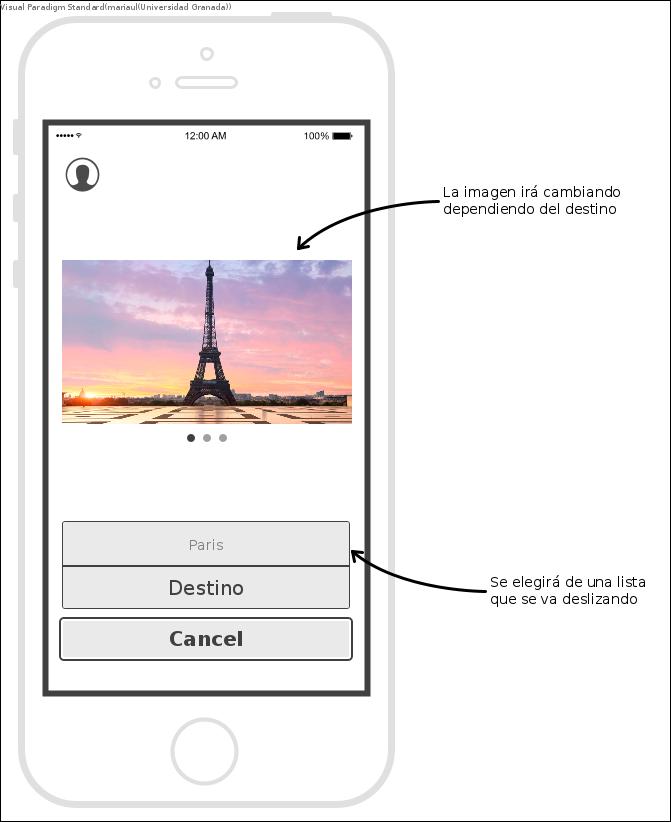 Visual Paradigm Standard(mariaul(Universidad Granada))
12:00 AM
100%
La imagen irá cambiando
dependiendo del destino
Paris
Destino
Cancel
Se elegirá de una lista
que se va deslizando